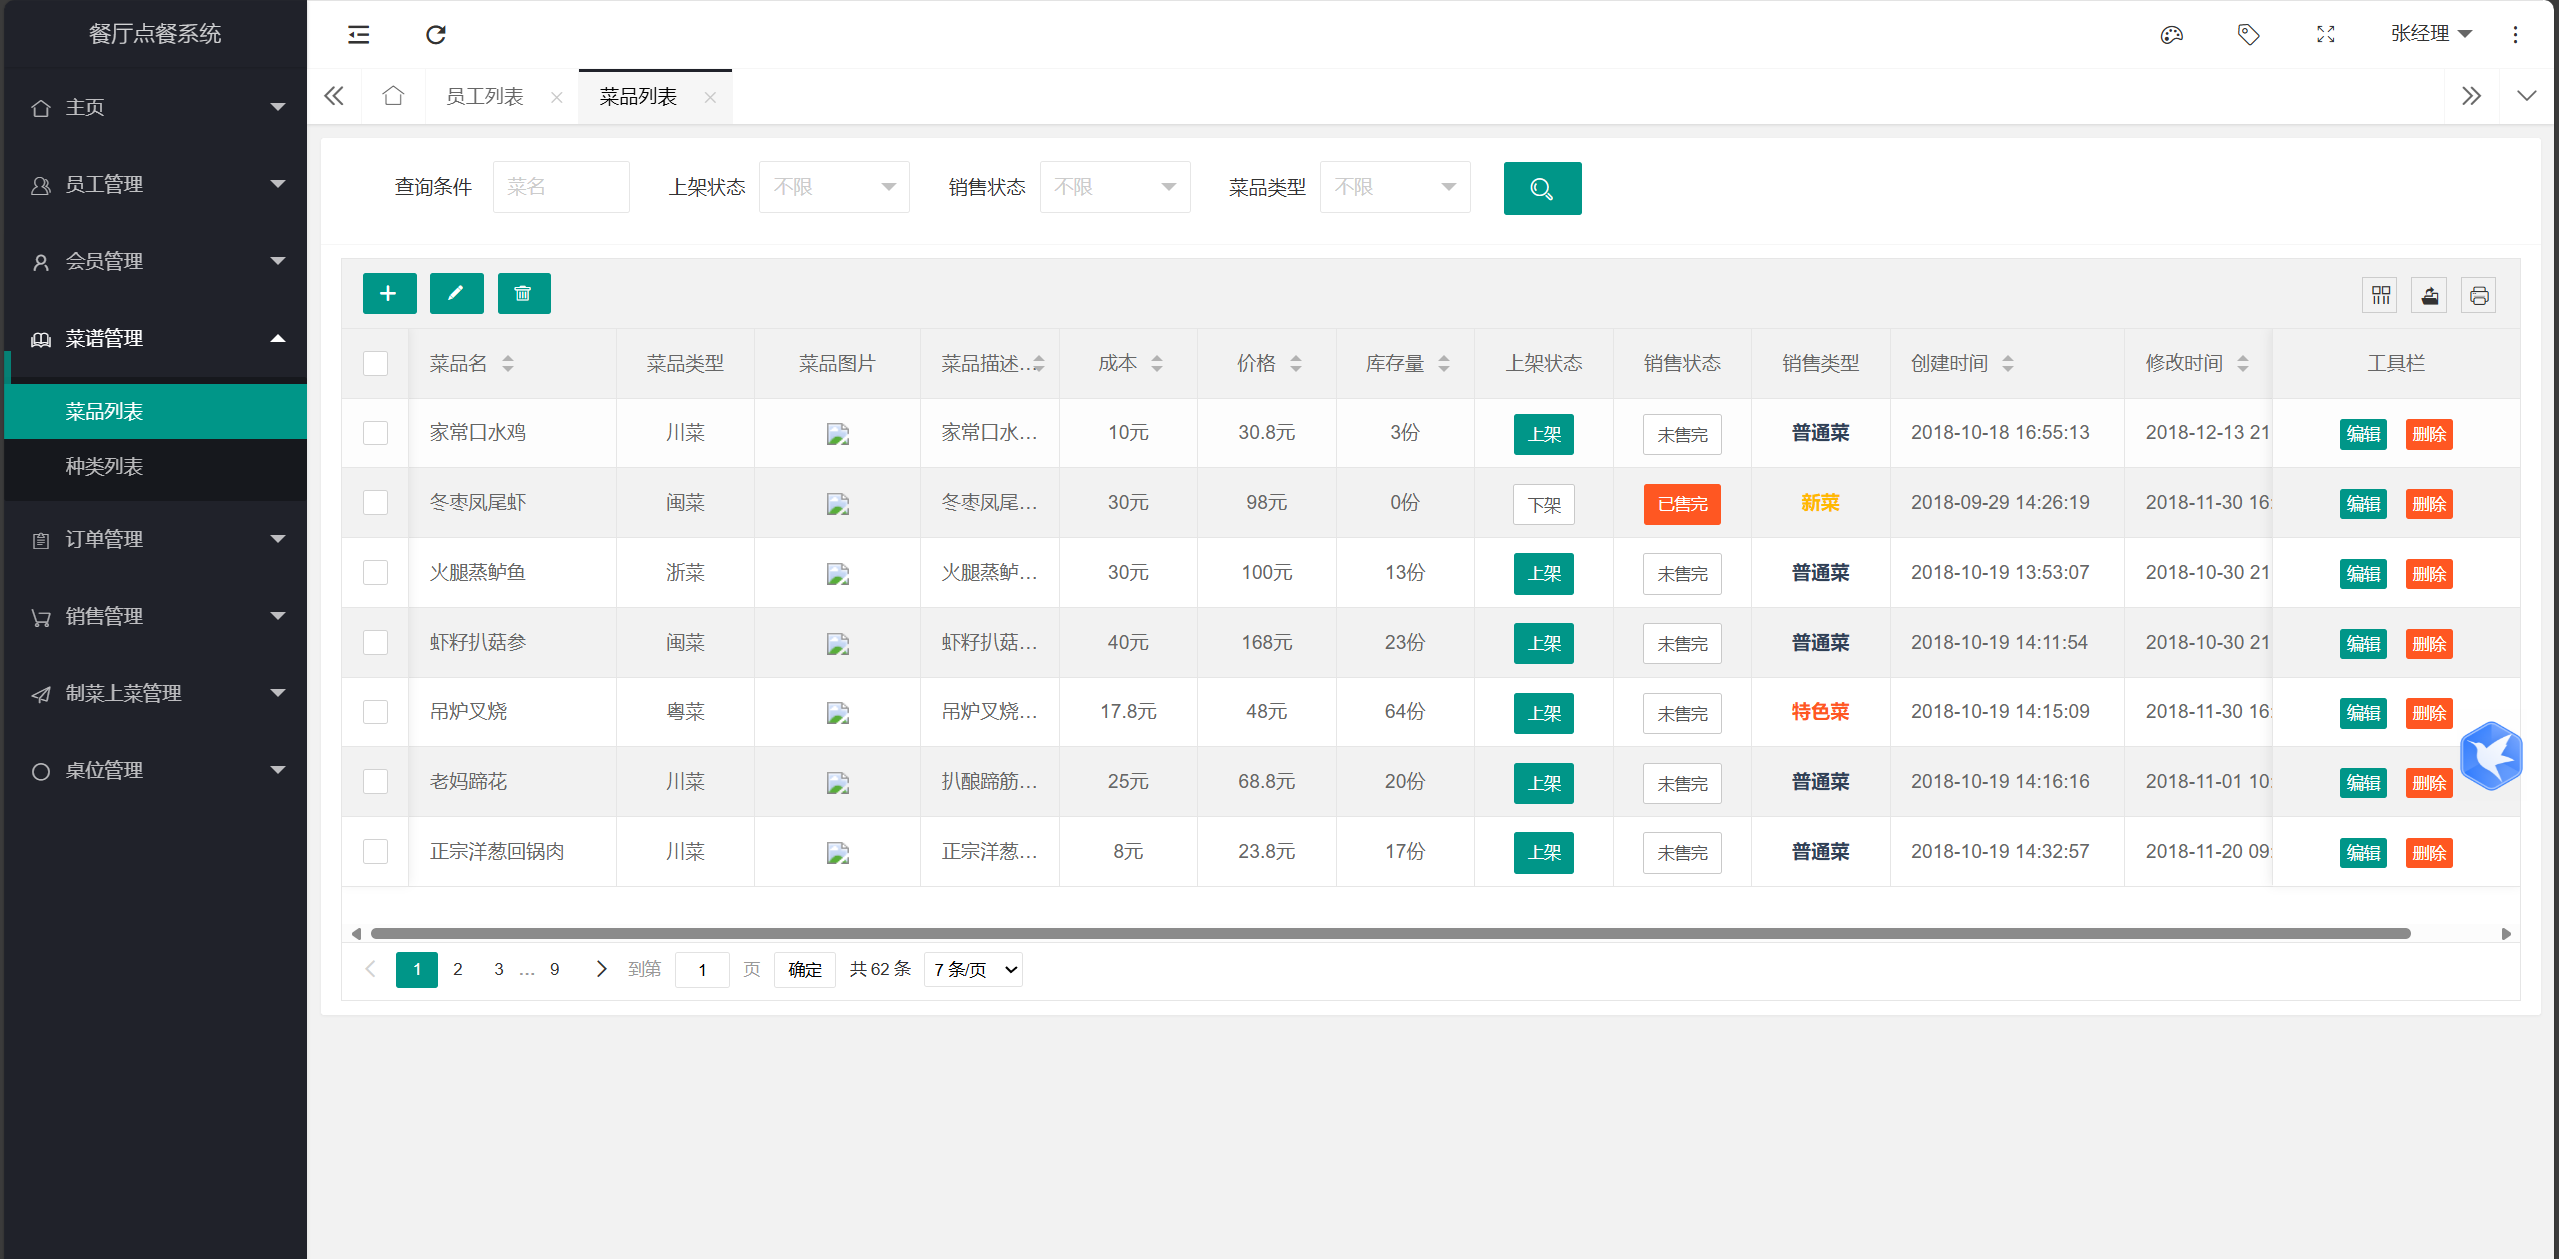 餐厅点餐系统
张经理
主页
员工管理
会员管理
菜谱管理
菜品列表
种类列表
订单管理
销售管理
制菜上菜管理
桌位管理
员工列表 菜品列表
查询条件 菜名 上架状态 不限 销售状态 不限 菜品类型 不限
菜品名 菜品类型 菜品图片 菜品描述... 成本 价格 库存量 上架状态 销售状态 销售类型 创建时间 修改时间 工具栏
家常口水鸡 川菜 家常口水... 10元 30.8元 3份 上架 未售完 普通菜 2018-10-18 16:55:13 2018-12-13 21 编辑 删除
冬枣凤尾虾 闽菜 冬枣凤尾... 30元 98元 0份 下架 已售完 新菜 2018-09-29 14:26:19 2018-11-30 16: 编辑 删除
火腿蒸鲈鱼 浙菜 火腿蒸鲈... 30元 100元 13份 上架 未售完 普通菜 2018-10-19 13:53:07 2018-10-30 21 编辑 删除
虾籽扒菇参 闽菜 虾籽扒菇... 40元 168元 23份 上架 未售完 普通菜 2018-10-19 14:11:54 2018-10-30 21 编辑 删除
吊炉叉烧 粤菜 吊炉叉烧... 17.8元 48元 64份 上架 未售完 特色菜 2018-10-19 14:15:09 2018-11-30 16: 编辑 删除
老妈蹄花 川菜 扒酿蹄筋... 25元 68.8元 20份 上架 未售完 普通菜 2018-10-19 14:16:16 2018-11-01 10: 编辑 删除
正宗洋葱回锅肉 川菜 正宗洋葱... 8元 23.8元 17份 上架 未售完 普通菜 2018-10-19 14:32:57 2018-11-20 09: 编辑 删除
1 2 3 … 9 到第 1 页 确定 共 62 条 7 条/页